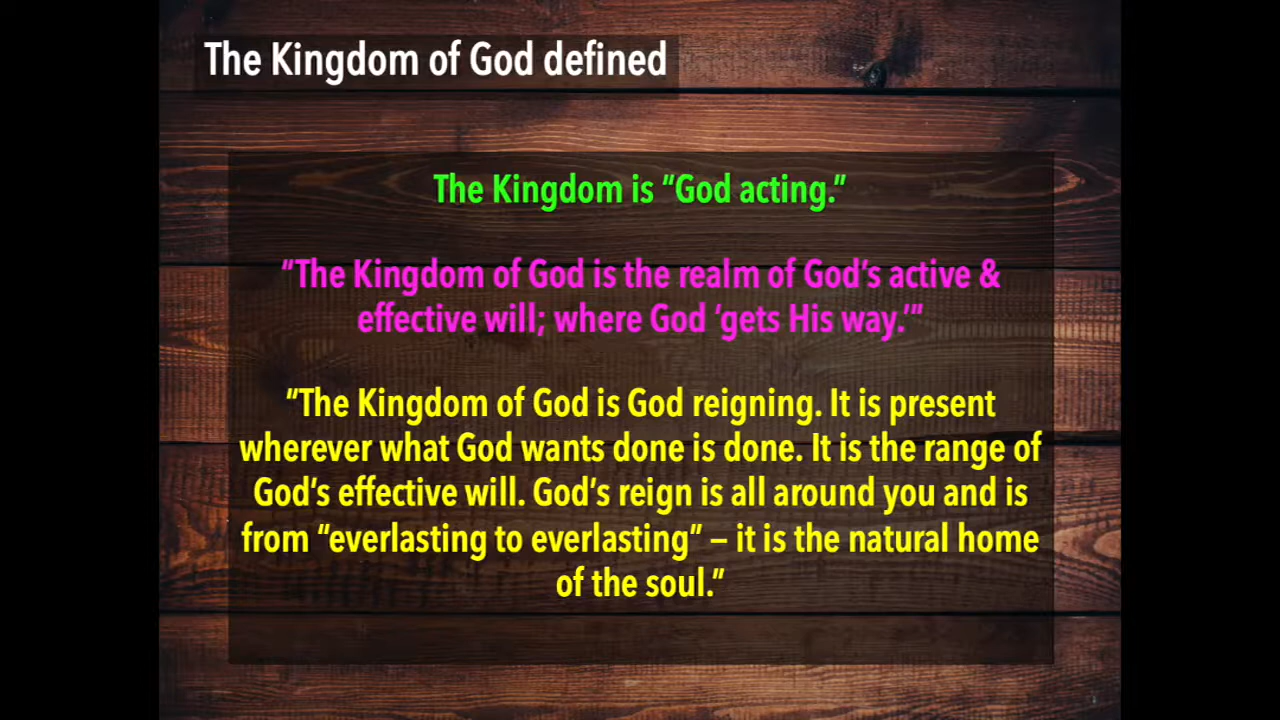 The Kingdom of God defined
The Kingdom is “God acting.”
“The Kingdom of God is the realm of God’s active &
effective will; where God ‘gets His way.’”
“The Kingdom of God is God reigning. It is present
wherever what God wants done is done. It is the range of
God’s effective will. God’s reign is all around you and is
from “everlasting to everlasting” – it is the natural home
of the soul.”